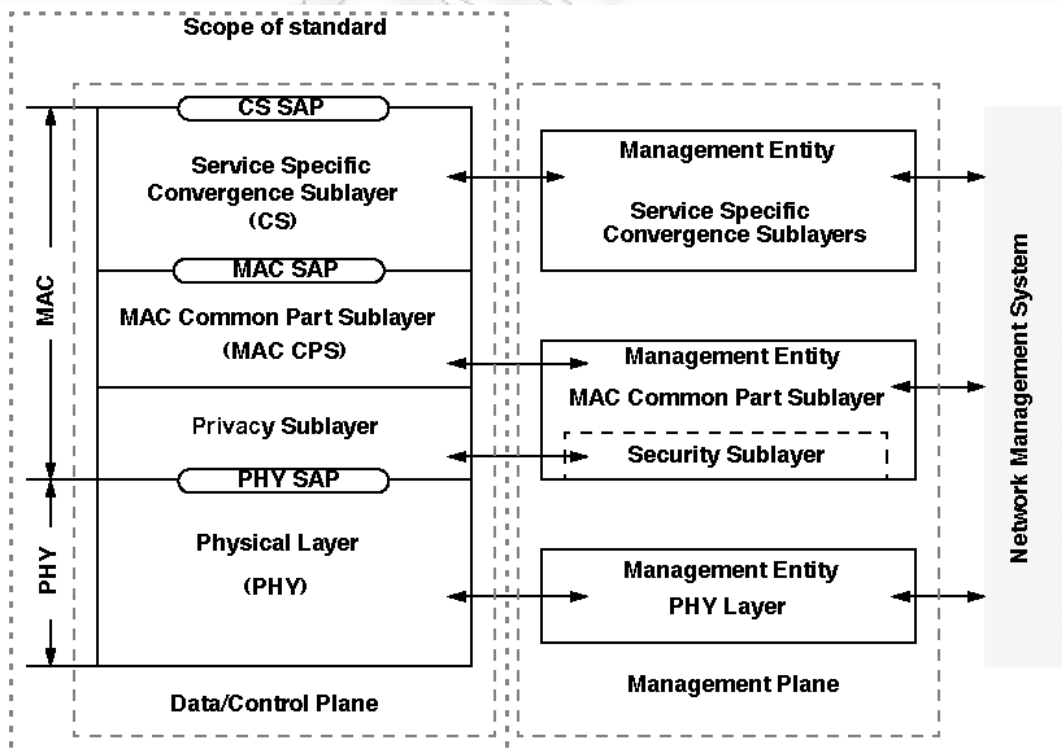 Scope of standard
CS SAP
Service Specific
Convergence Sublayer
(CS)
MAC SAP
MAC Common Part Sublayer
(MAC CPS)
Privacy Sublayer
PHY SAP
Physical Layer
(PHY)
Data/Control Plane
MAC
PHY
Management Entity
Service Specific
Convergence Sublayers
Management Entity
MAC Common Part Sublayer
Security Sublayer
Management Entity
PHY Layer
Management Plane
Network Management System